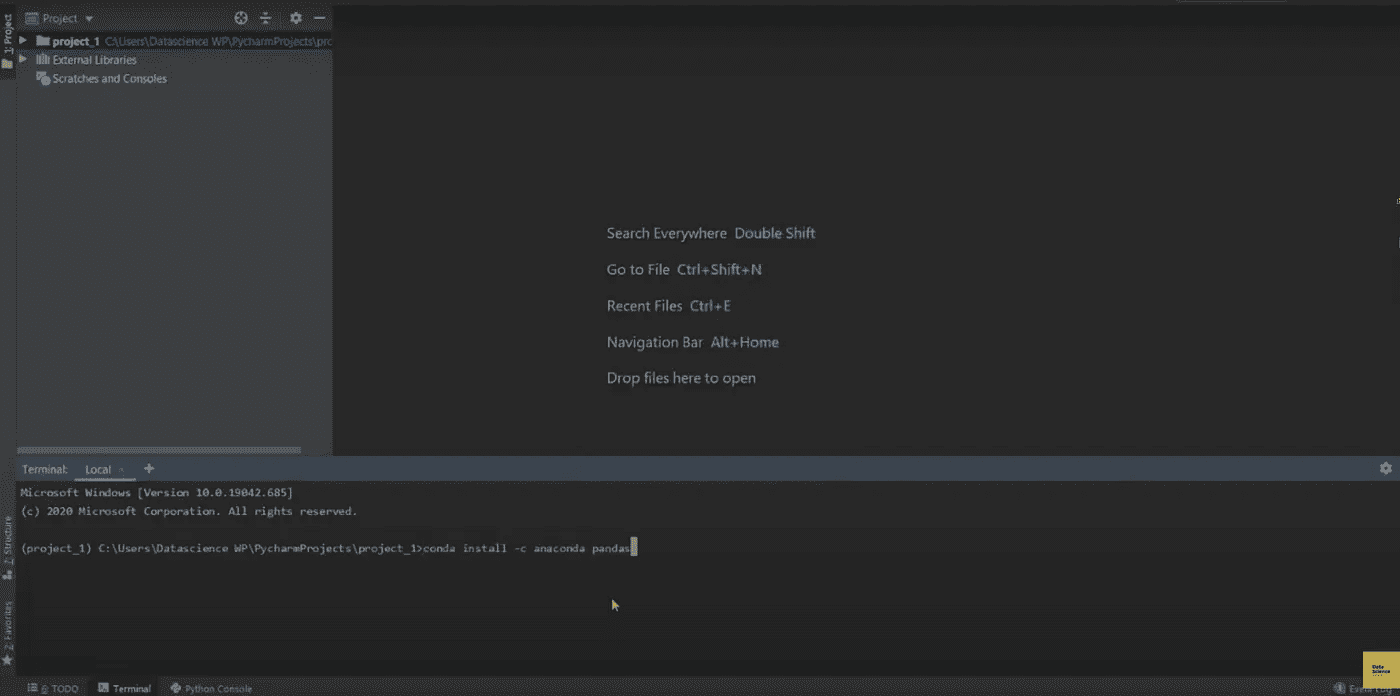 Project
1: Project
project_1 C:\Users\Datascience WP\PycharmProjects\pro
External Libraries
Scratches and Consoles
Search Everywhere Double Shift
Go to File Ctrl+Shift+N
Recent Files Ctrl+E
Navigation Bar Alt+Home
Drop files here to open
Terminal: Local +
Microsoft Windows [Version 10.0.19042.685]
(c) 2020 Microsoft Corporation. All rights reserved.
(project_1) C:\Users\Datascience WP\PycharmProjects\project_1>conda install -c anaconda pandas
Z: Structure
2: Favorites
6: TODO Terminal Python Console
Data
Science
Event Log